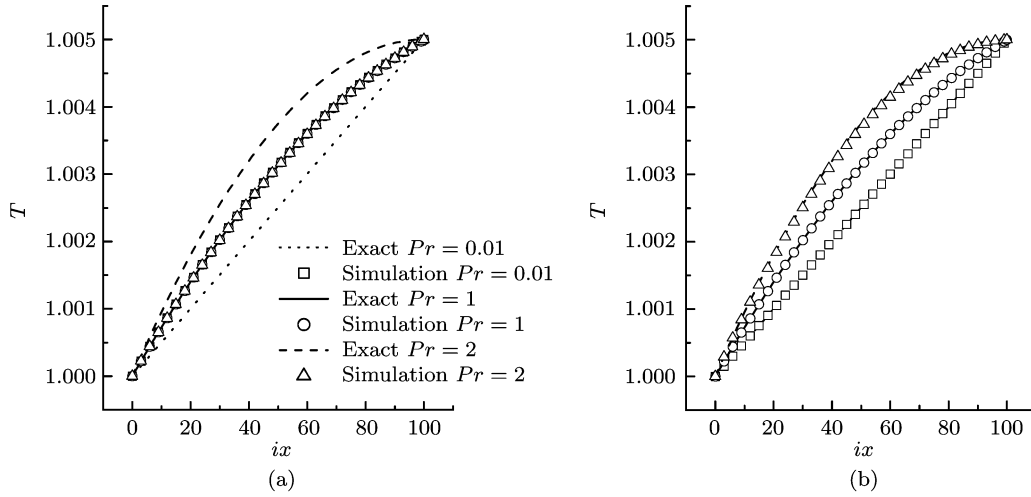 1.005
1.004
1.003
1.002
1.001
1.000
T
0 20 40 60 80 100
ix
(a)
Exact Pr = 0.01
Simulation Pr = 0.01
Exact Pr = 1
Simulation Pr = 1
Exact Pr = 2
Simulation Pr = 2
1.005
1.004
1.003
1.002
1.001
1.000
T
0 20 40 60 80 100
ix
(b)